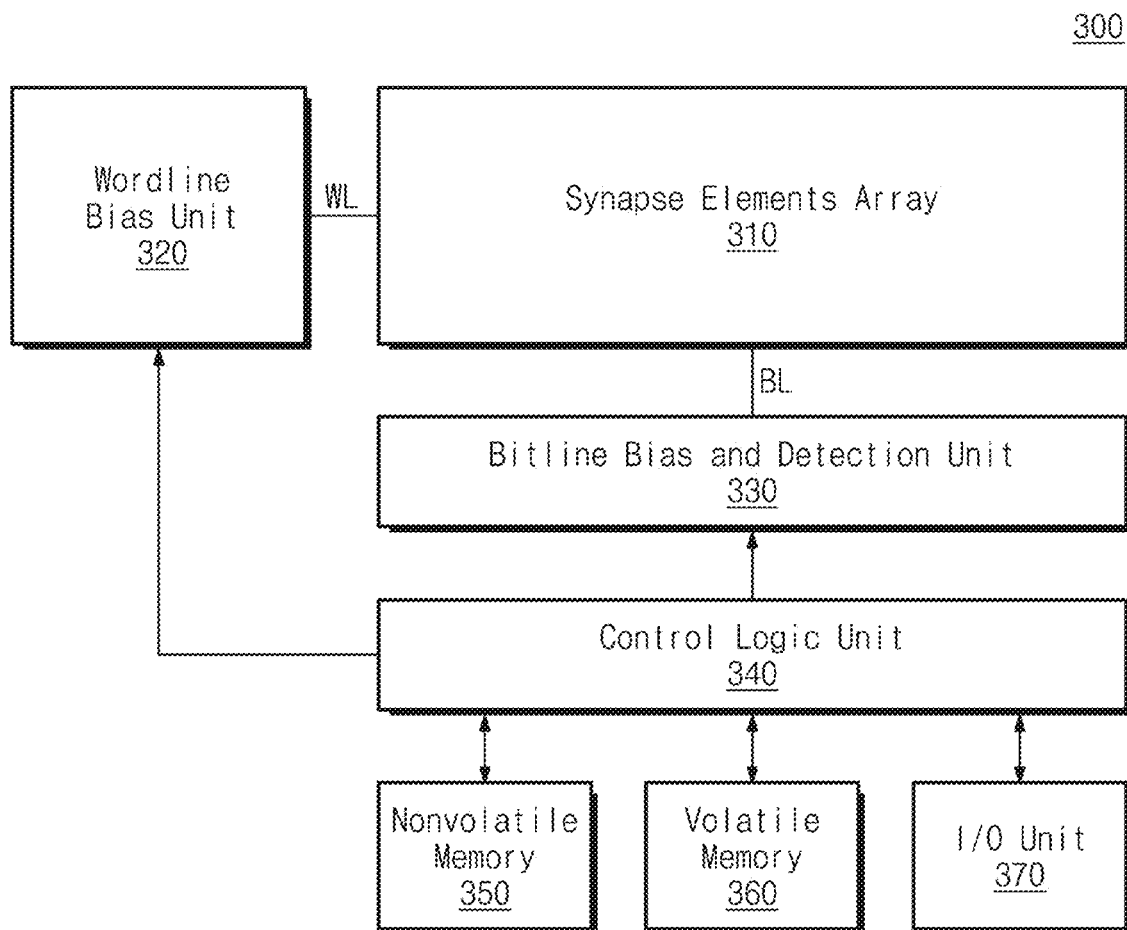 300
Wordline
Bias Unit
320
WL
Synapse Elements Array
310
BL
Bitline Bias and Detection Unit
330
Control Logic Unit
340
Nonvolatile
Memory
350
Volatile
Memory
360
I/O Unit
370